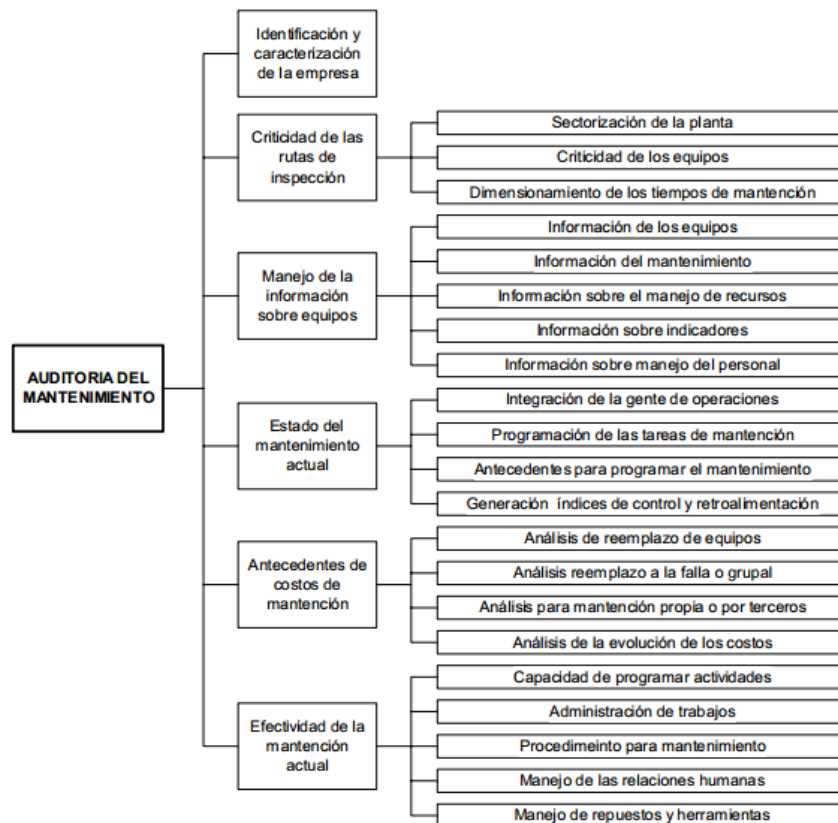 Identificación y
caracterización
de la empresa
Criticidad de las
rutas de
inspección
Sectorización de la planta
Criticidad de los equipos
Dimensionamiento de los tiempos de mantención
Manejo de la
información
sobre equipos
Información de los equipos
Información del mantenimiento
Información sobre el manejo de recursos
Información sobre indicadores
Información sobre manejo del personal
AUDITORIA DEL
MANTENIMIENTO
Estado del
mantenimiento
actual
Integración de la gente de operaciones
Programación de las tareas de mantención
Antecedentes para programar el mantenimiento
Generación índices de control y retroalimentación
Antecedentes de
costos de
mantención
Análisis de reemplazo de equipos
Análisis reemplazo a la falla o grupal
Análisis para mantención propia o por terceros
Análisis de la evolución de los costos
Efectividad de la
mantención
actual
Capacidad de programar actividades
Administración de trabajos
Procedimeinto para mantenimiento
Manejo de las relaciones humanas
Manejo de repuestos y herramientas